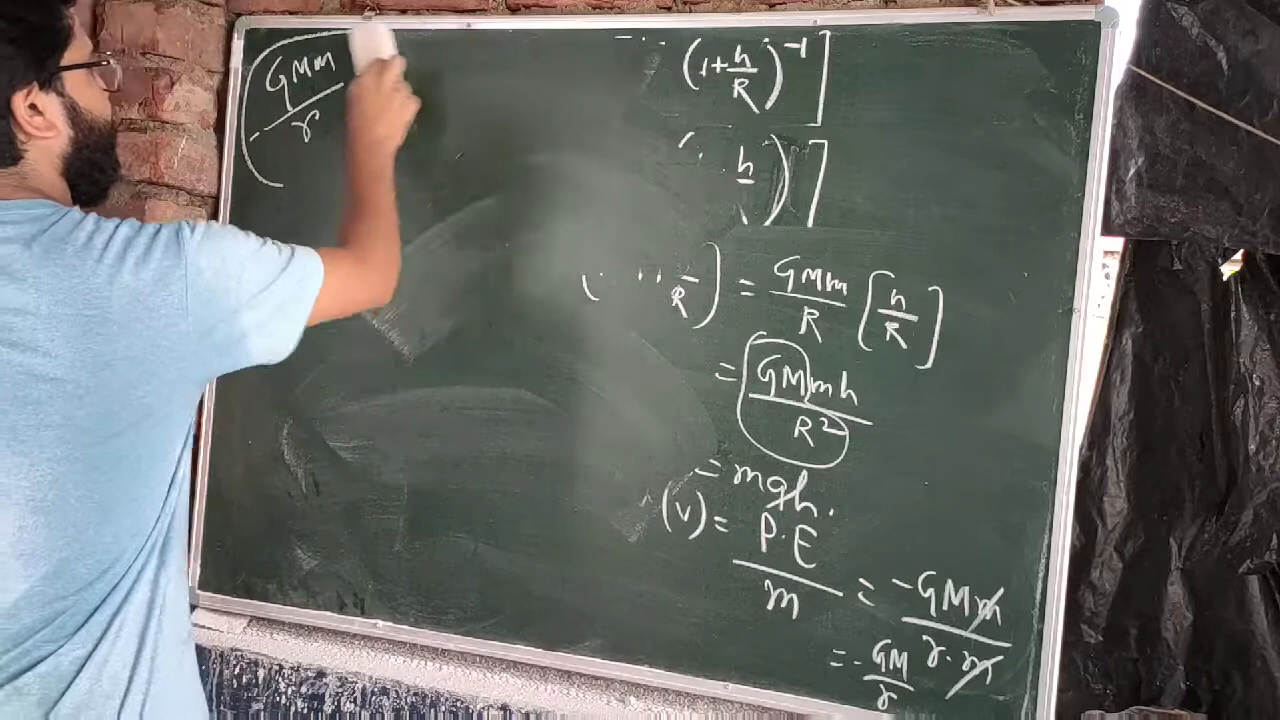 -GMm/r
(1+h/R)^-1]
h)]
R) = GMm/R [h/R]
= GMmh/R²
= mgh.
(V) = P.E/m = -GMm/r.m
= -GM/r